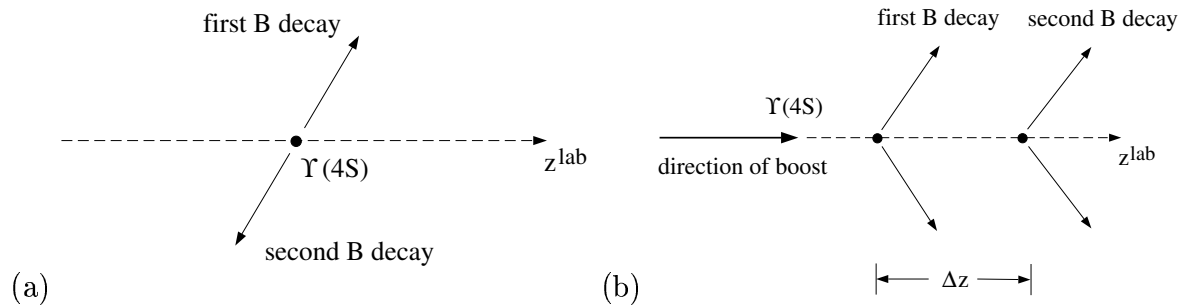 first B decay
ϒ(4S)
z lab
second B decay
(a)
first B decay
second B decay
ϒ(4S)
direction of boost
z lab
Δz
(b)